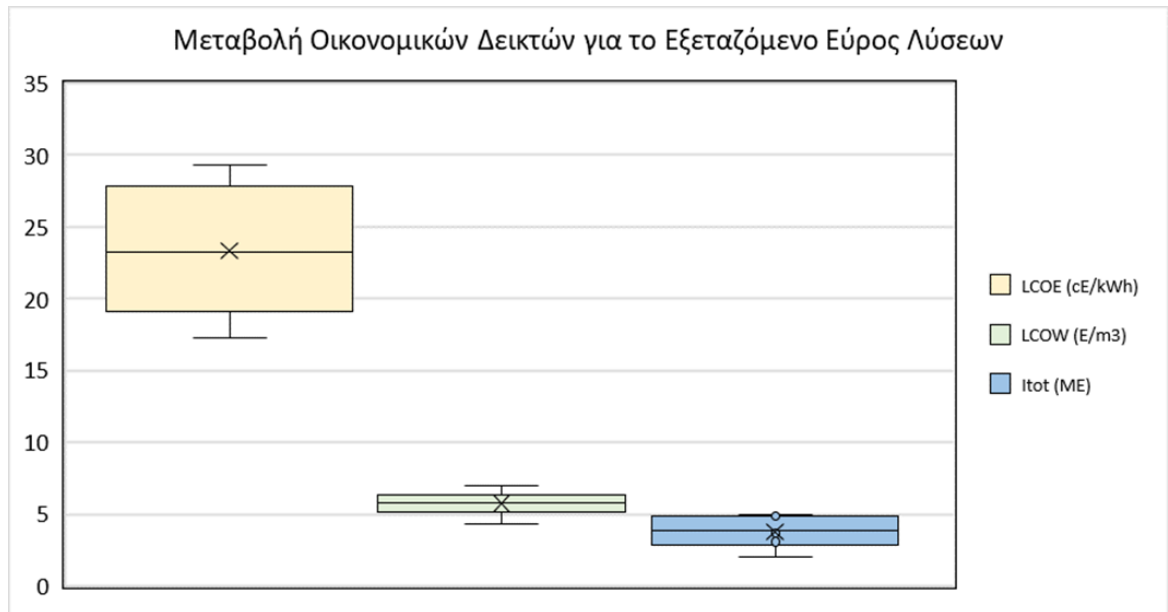 Μεταβολή Οικονομικών Δεικτών για το Εξεταζόμενο Εύρος Λύσεων
35
30
25
20
15
10
5
0
LCOE (cE/kWh)
LCOW (E/m3)
Itot (ME)